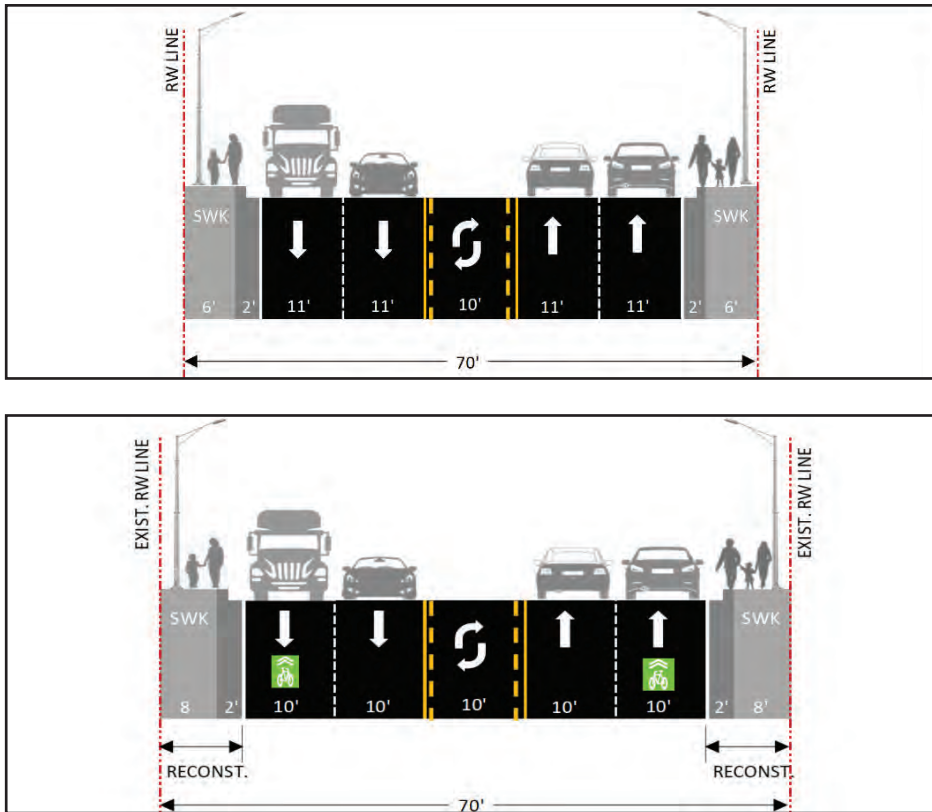 RW LINE
RW LINE
SWK
SWK
6' 2' 11' 11' 10' 11' 11' 2' 6'
70'
EXIST. RW LINE
EXIST. RW LINE
SWK
SWK
8 2' 10' 10' 10' 10' 10' 2' 8'
RECONST.
RECONST.
70'